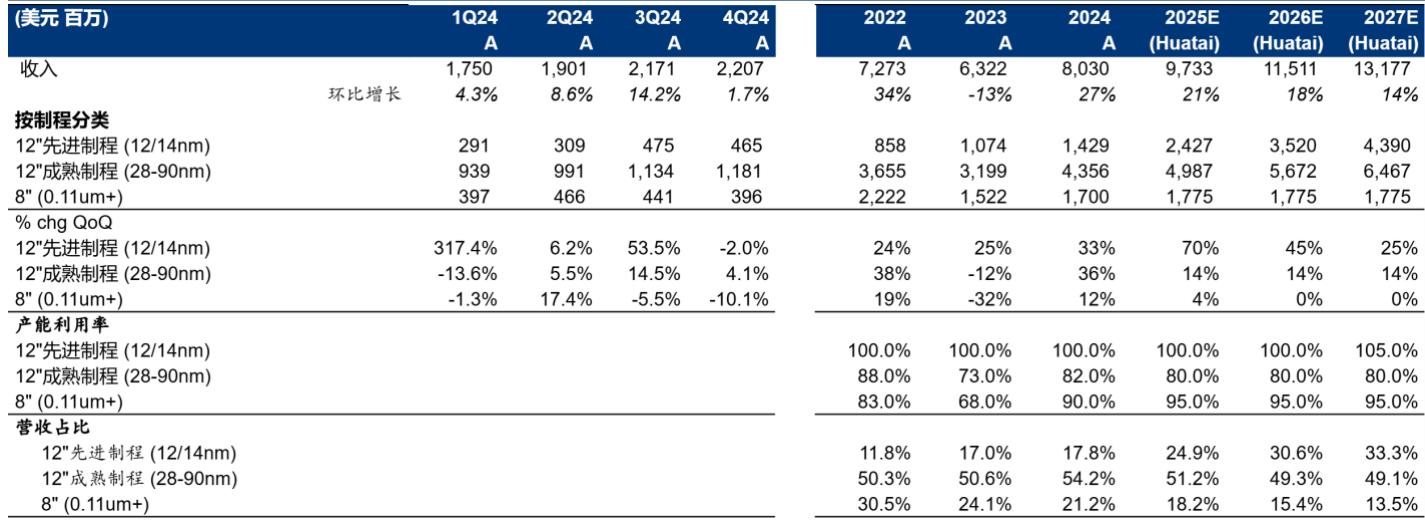 (美元 百万) 1Q24 2Q24 3Q24 4Q24 2022 2023 2024 2025E 2026E 2027E
A A A A A A A (Huatai) (Huatai) (Huatai)
收入 1,750 1,901 2,171 2,207 7,273 6,322 8,030 9,733 11,511 13,177
环比增长 4.3% 8.6% 14.2% 1.7% 34% -13% 27% 21% 18% 14%
按制程分类
12"先进制程 (12/14nm) 291 309 475 465 858 1,074 1,429 2,427 3,520 4,390
12"成熟制程 (28-90nm) 939 991 1,134 1,181 3,655 3,199 4,356 4,987 5,672 6,467
8" (0.11um+) 397 466 441 396 2,222 1,522 1,700 1,775 1,775 1,775
% chg QoQ
12"先进制程 (12/14nm) 317.4% 6.2% 53.5% -2.0% 24% 25% 33% 70% 45% 25%
12"成熟制程 (28-90nm) -13.6% 5.5% 14.5% 4.1% 38% -12% 36% 14% 14% 14%
8" (0.11um+) -1.3% 17.4% -5.5% -10.1% 19% -32% 12% 4% 0% 0%
产能利用率
12"先进制程 (12/14nm) 100.0% 100.0% 100.0% 100.0% 100.0% 105.0%
12"成熟制程 (28-90nm) 88.0% 73.0% 82.0% 80.0% 80.0% 80.0%
8" (0.11um+) 83.0% 68.0% 90.0% 95.0% 95.0% 95.0%
营收占比
12"先进制程 (12/14nm) 11.8% 17.0% 17.8% 24.9% 30.6% 33.3%
12"成熟制程 (28-90nm) 50.3% 50.6% 54.2% 51.2% 49.3% 49.1%
8" (0.11um+) 30.5% 24.1% 21.2% 18.2% 15.4% 13.5%